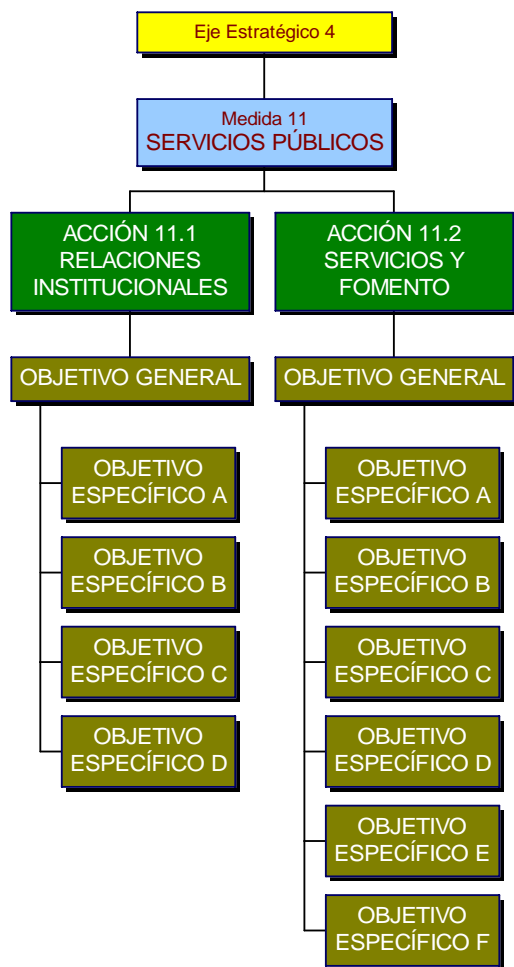 Eje Estratégico 4
Medida 11
SERVICIOS PÚBLICOS
ACCIÓN 11.1
RELACIONES
INSTITUCIONALES
OBJETIVO GENERAL
OBJETIVO
ESPECÍFICO A
OBJETIVO
ESPECÍFICO B
OBJETIVO
ESPECÍFICO C
OBJETIVO
ESPECÍFICO D
ACCIÓN 11.2
SERVICIOS Y
FOMENTO
OBJETIVO GENERAL
OBJETIVO
ESPECÍFICO A
OBJETIVO
ESPECÍFICO B
OBJETIVO
ESPECÍFICO C
OBJETIVO
ESPECÍFICO D
OBJETIVO
ESPECÍFICO E
OBJETIVO
ESPECÍFICO F